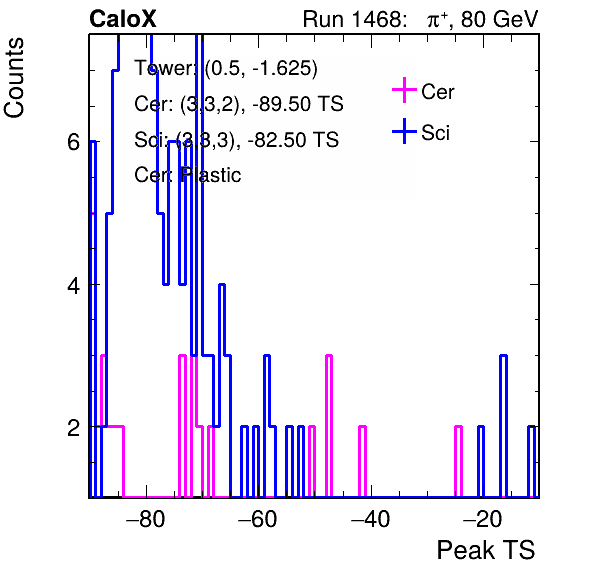 CaloX Run 1468: π⁺, 80 GeV
Counts
Tower: (0.5, -1.625)
Cer: (3,3,2), -89.50 TS
Sci: (3,3,3), -82.50 TS
Cer: Plastic
Cer
Sci
6
4
2
−80 −60 −40 −20
Peak TS